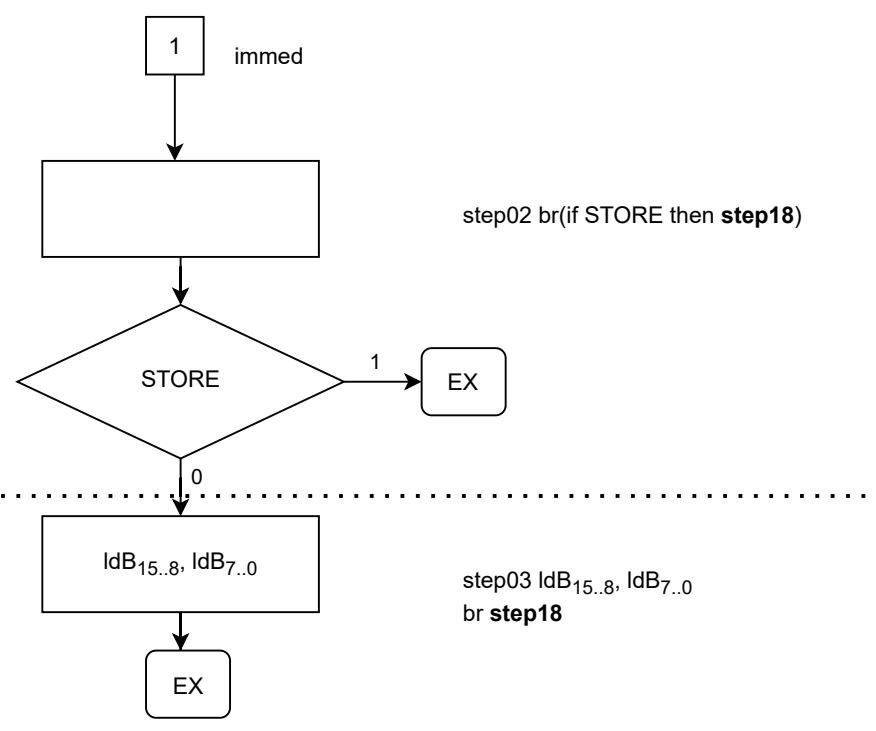 1
immed
step02 br(if STORE then step18)
STORE
1
EX
0
ldB15..8, ldB7..0
step03 ldB15..8, ldB7..0
br step18
EX